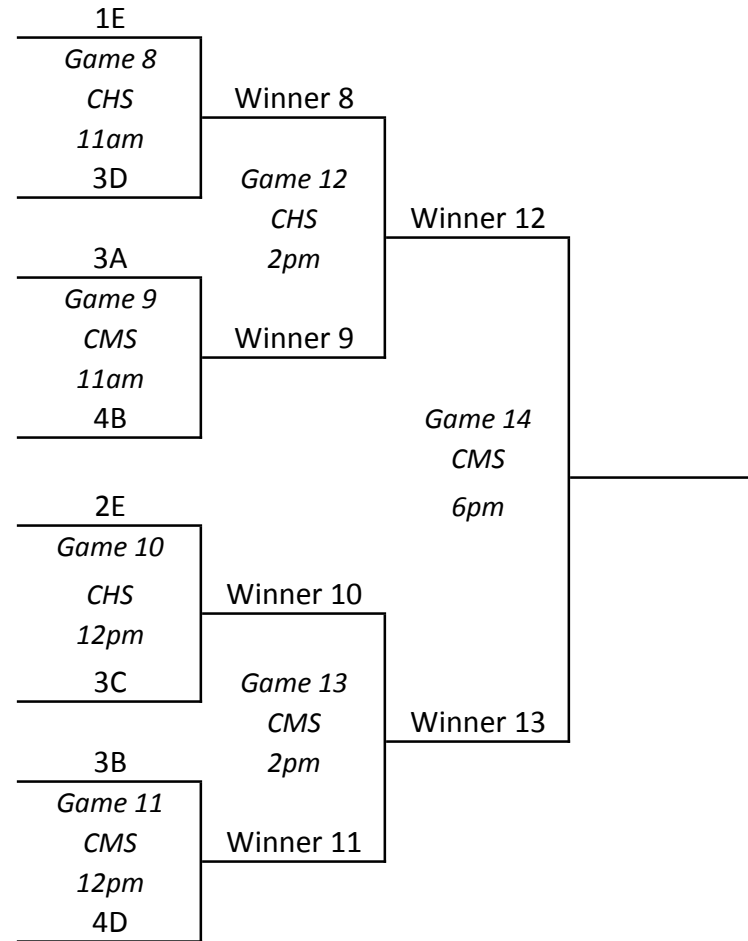 1E
Game 8
CHS
11am
3D
Winner 8
Game 12
CHS
2pm
Winner 12
3A
Game 9
CMS
11am
4B
Winner 9
Game 14
CMS
6pm
2E
Game 10
CHS
12pm
3C
Winner 10
Game 13
CMS
2pm
Winner 13
3B
Game 11
CMS
12pm
4D
Winner 11